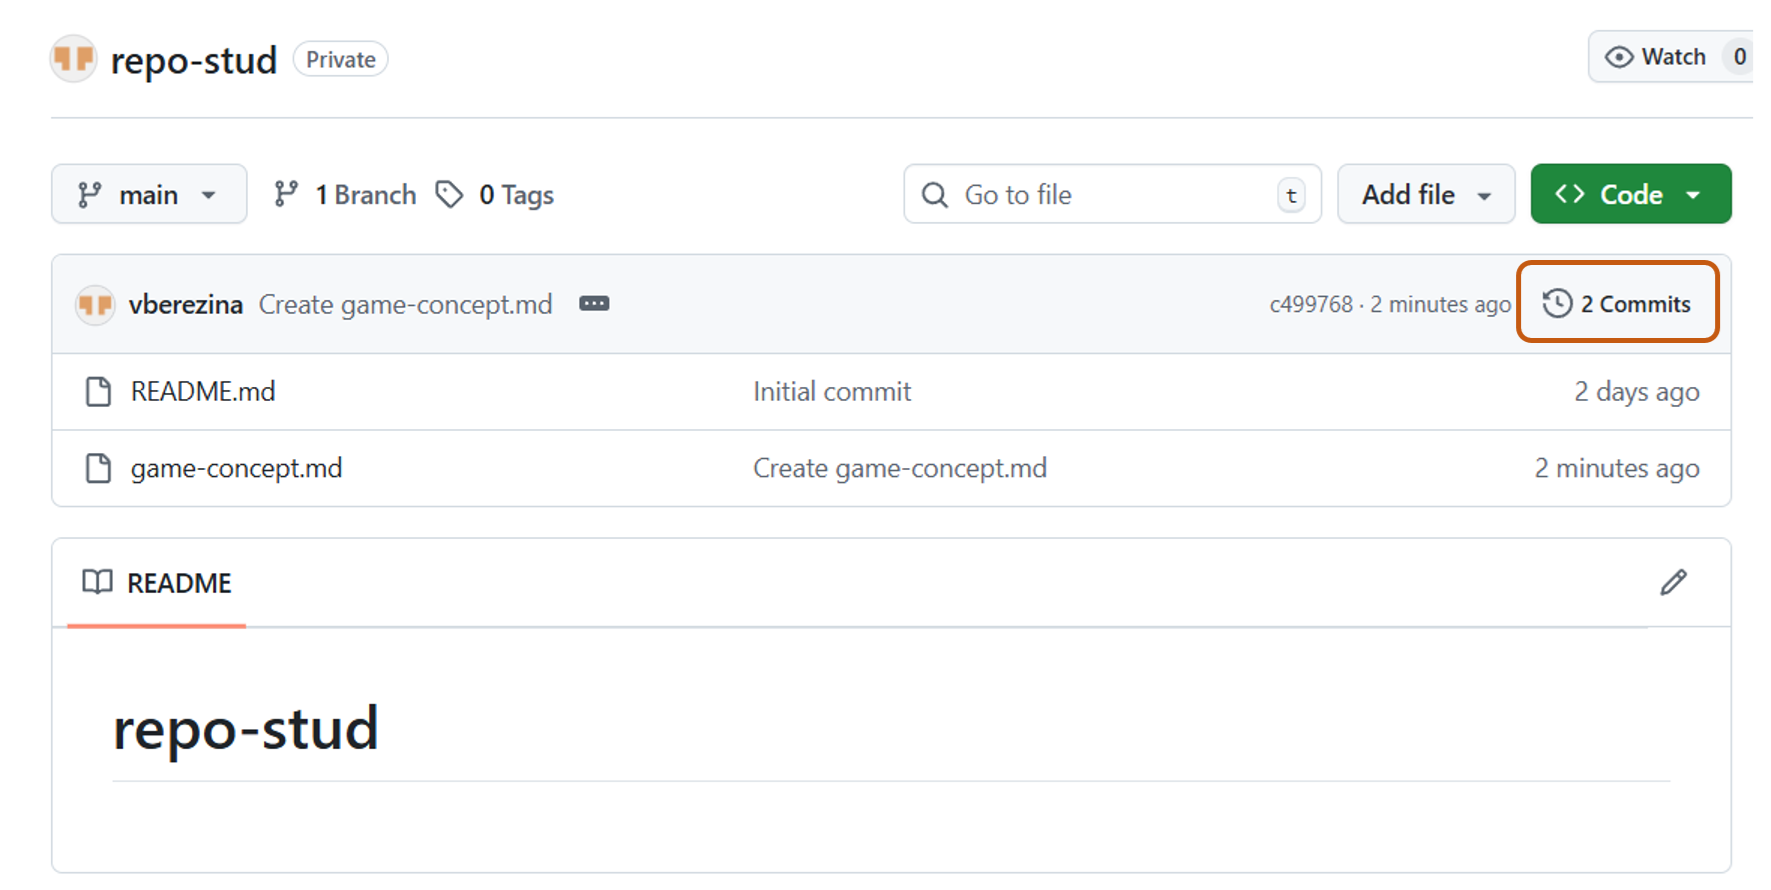 repo-stud Private Watch 0
main 1 Branch 0 Tags Go to file t Add file Code
vberezina Create game-concept.md c499768 · 2 minutes ago 2 Commits
README.md Initial commit 2 days ago
game-concept.md Create game-concept.md 2 minutes ago
README
repo-stud